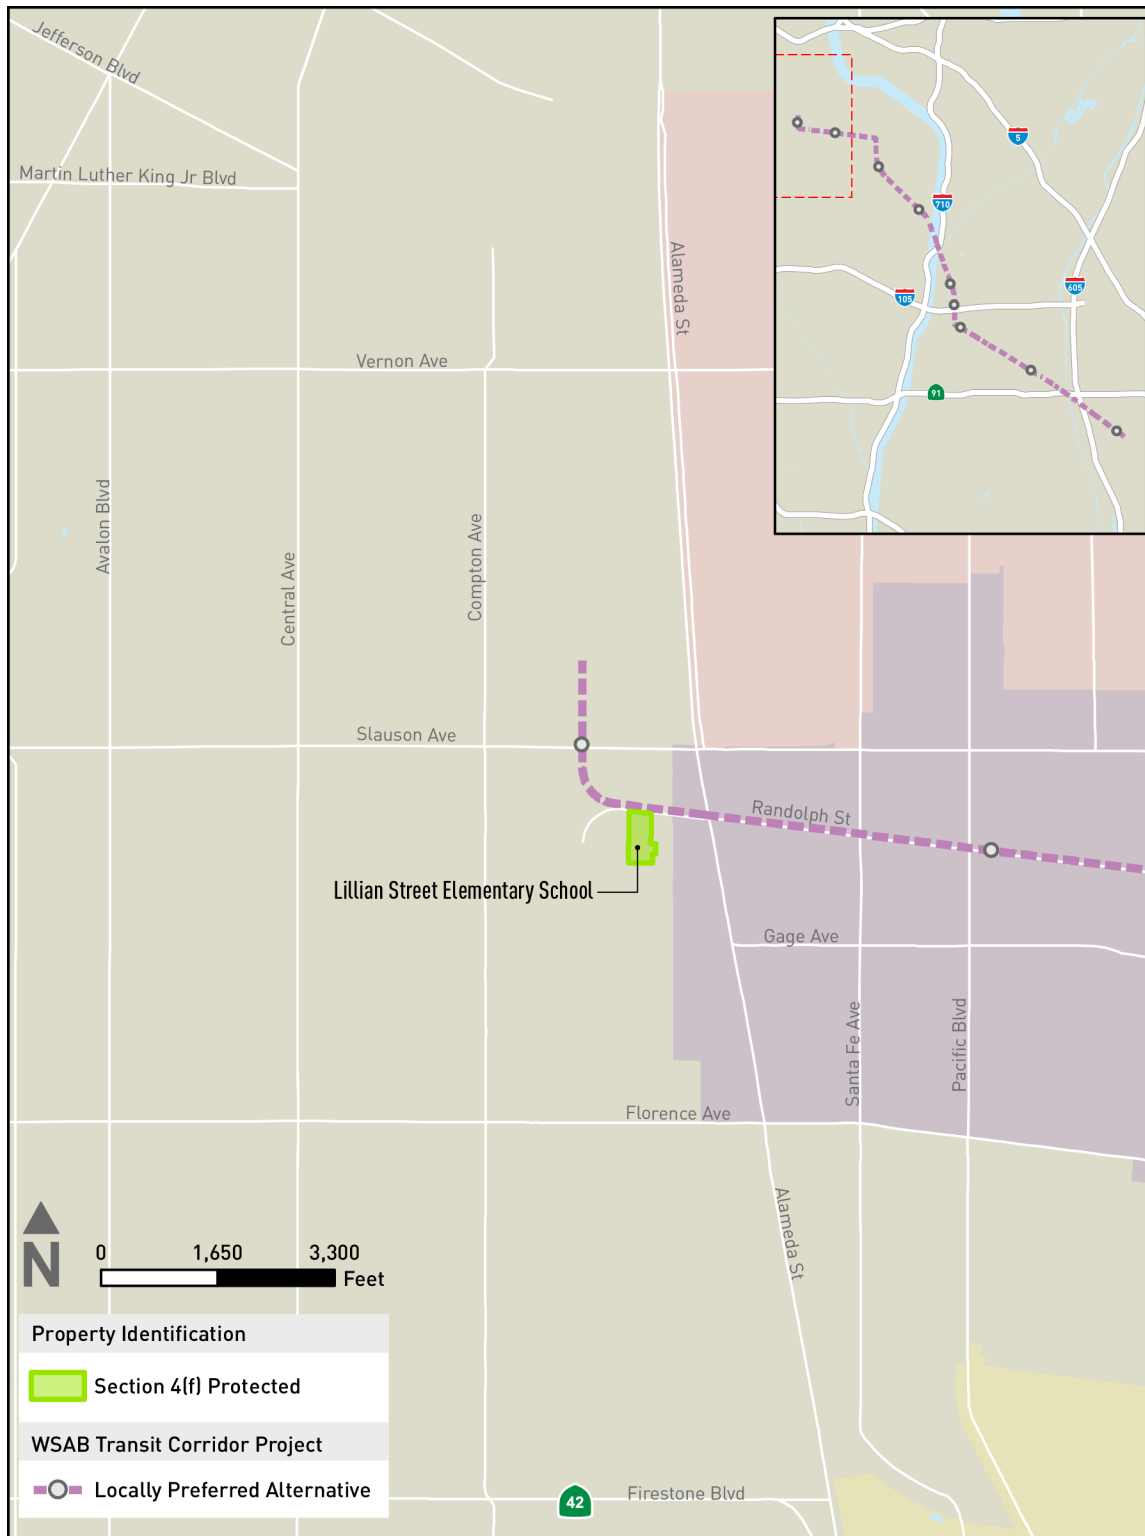 Jefferson Blvd
Martin Luther King Jr Blvd
Alameda St
5
710
105
605
91
Vernon Ave
Avalon Blvd
Central Ave
Compton Ave
Slauson Ave
Randolph St
Lillian Street Elementary School
Gage Ave
Santa Fe Ave
Pacific Blvd
Florence Ave
Alameda St
N
0 1,650 3,300
Feet
Property Identification
Section 4(f) Protected
WSAB Transit Corridor Project
Locally Preferred Alternative
42
Firestone Blvd